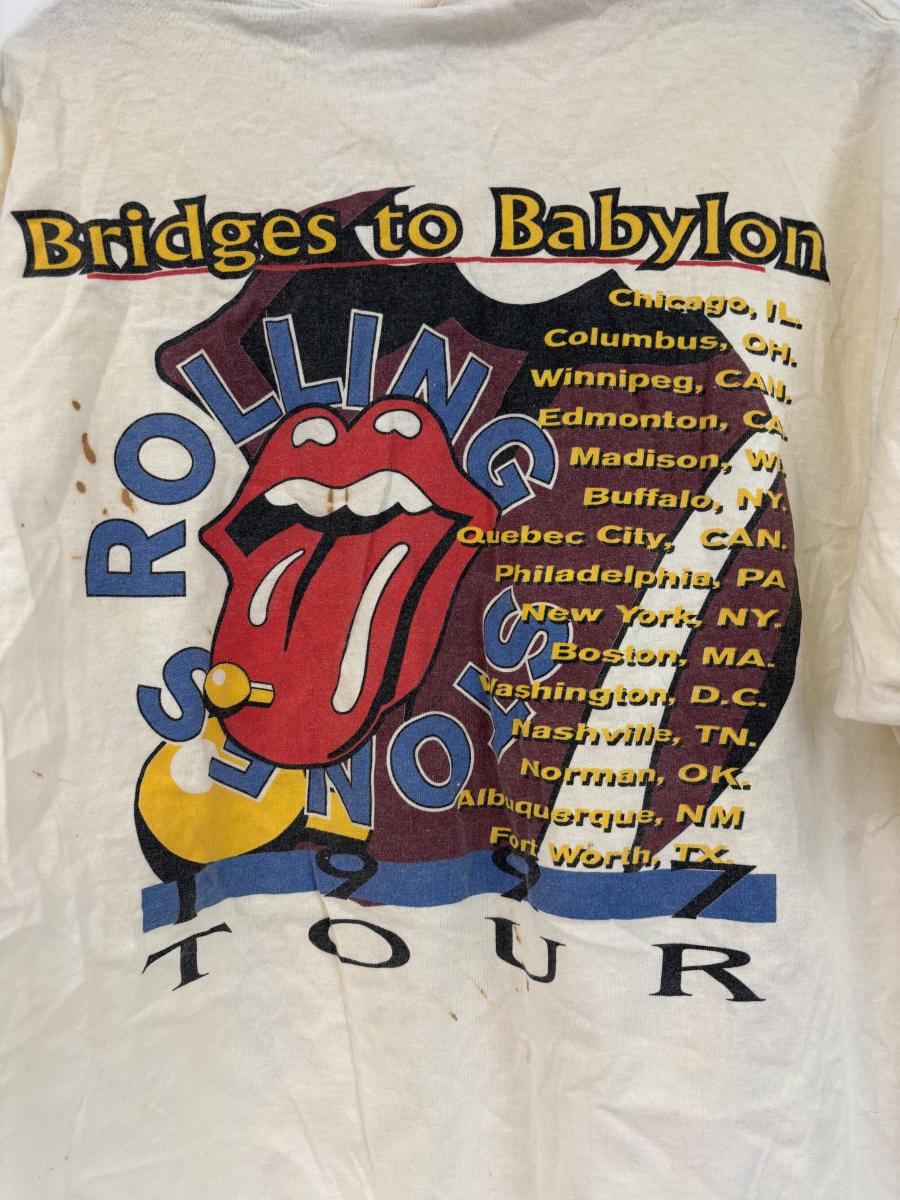 Bridges to Babylon
ROLLING
STONES
Chicago, IL.
Columbus, OH.
Winnipeg, CAN.
Edmonton, CA.
Madison, WI.
Buffalo, NY.
Quebec City, CAN.
Philadelphia, PA
New York, NY.
Boston, MA.
Washington, D.C.
Nashville, TN.
Norman, OK.
Albuquerque, NM
Fort Worth, TX.
1997
TOUR